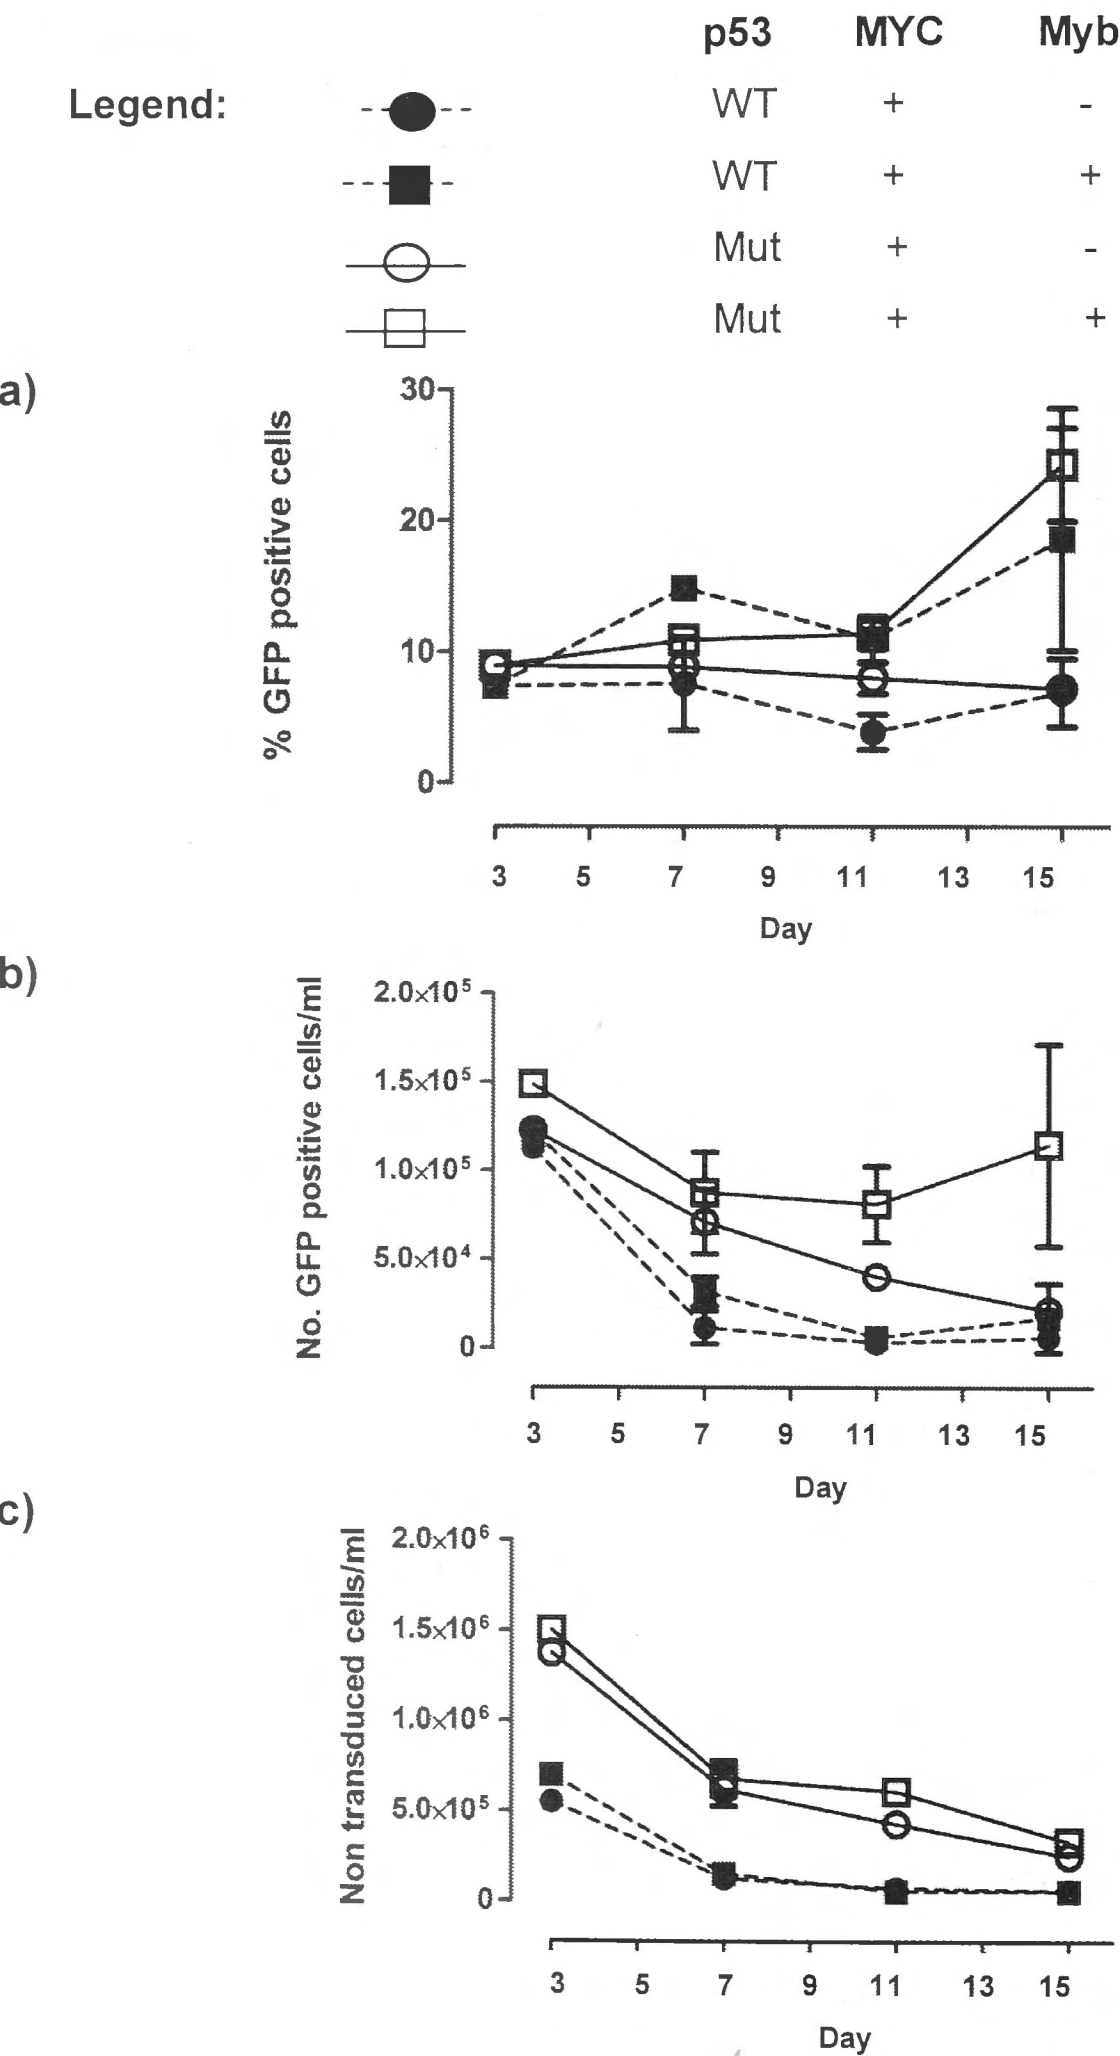 p53 MYC Myb
Legend: WT + -
WT + +
Mut + -
Mut + +
a)
% GFP positive cells
30
20
10
0
3 5 7 9 11 13 15
Day
b)
No. GFP positive cells/ml
2.0×10⁵
1.5×10⁵
1.0×10⁵
5.0×10⁴
0
3 5 7 9 11 13 15
Day
c)
Non transduced cells/ml
2.0×10⁶
1.5×10⁶
1.0×10⁶
5.0×10⁵
0
3 5 7 9 11 13 15
Day